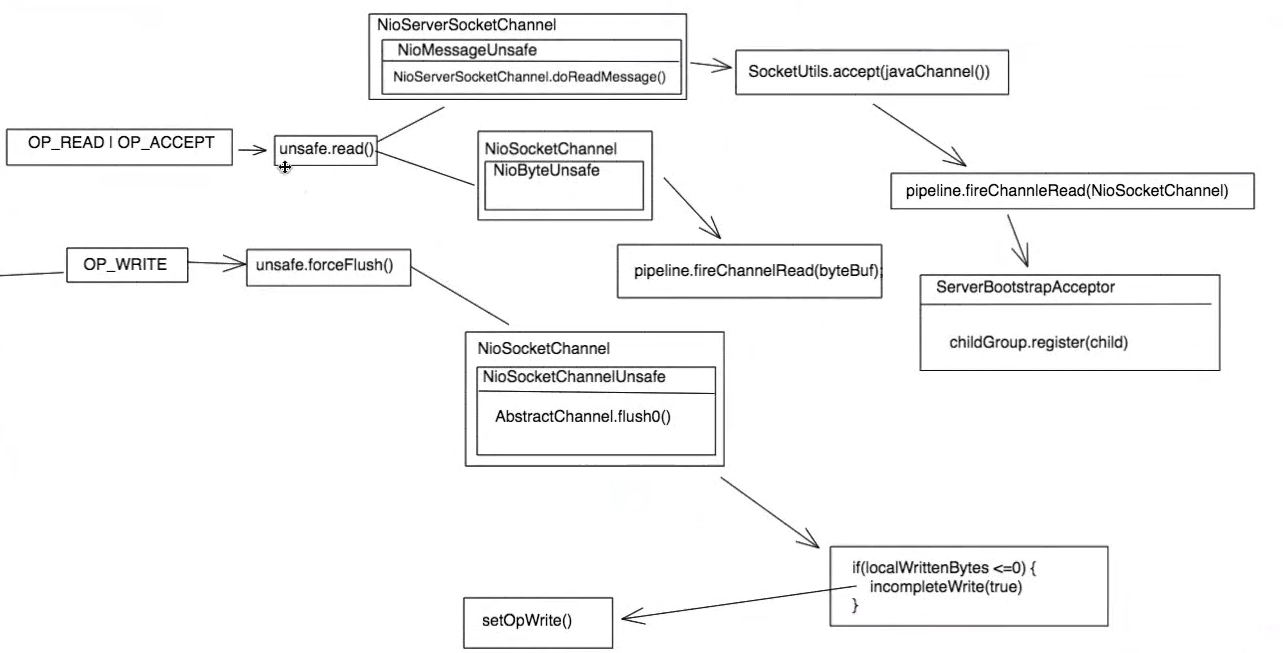 NioServerSocketChannel
NioMessageUnsafe
NioServerSocketChannel.doReadMessage()
SocketUtils.accept(javaChannel())
OP_READ | OP_ACCEPT
unsafe.read()
NioSocketChannel
NioByteUnsafe
pipeline.fireChannleRead(NioSocketChannel)
OP_WRITE
unsafe.forceFlush()
pipeline.fireChannelRead(byteBuf);
ServerBootstrapAcceptor
childGroup.register(child)
NioSocketChannel
NioSocketChannelUnsafe
AbstractChannel.flush0()
if(localWrittenBytes <=0) {
incompleteWrite(true)
}
setOpWrite()